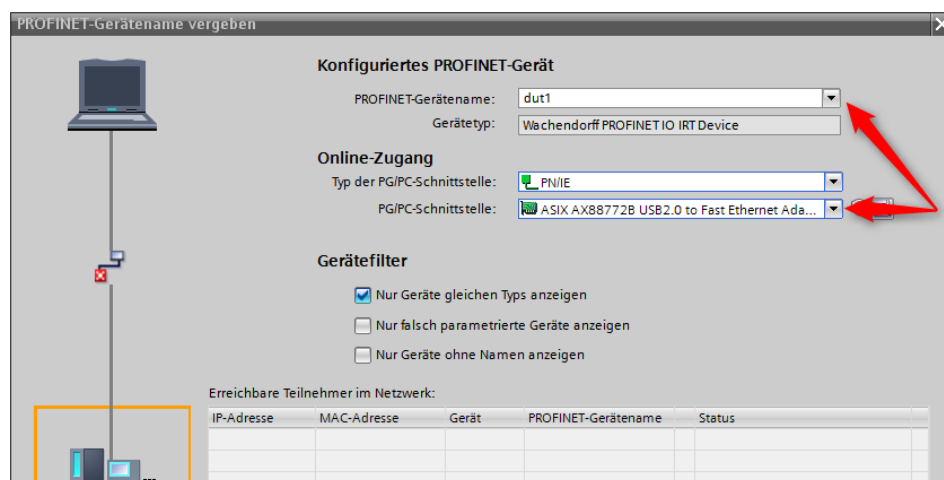 PROFINET-Gerätename vergeben
Konfiguriertes PROFINET-Gerät
PROFINET-Gerätename: dut1
Gerätetyp: Wachendorff PROFINET IO IRT Device
Online-Zugang
Typ der PG/PC-Schnittstelle: PN/IE
PG/PC-Schnittstelle: ASIX AX88772B USB2.0 to Fast Ethernet Ada...
Gerätefilter
Nur Geräte gleichen Typs anzeigen
Nur falsch parametrierte Geräte anzeigen
Nur Geräte ohne Namen anzeigen
Erreichbare Teilnehmer im Netzwerk:
IP-Adresse MAC-Adresse Gerät PROFINET-Gerätename Status